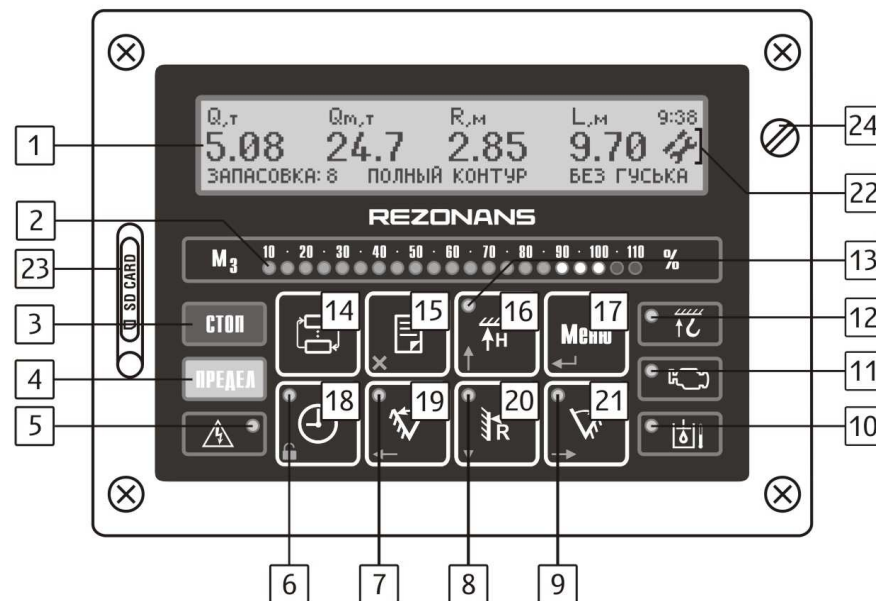 Q,т Qm,т R,м L,м 9:38
5.08 24.7 2.85 9.70
ЗАПАСОВКА: 8 ПОЛНЫЙ КОНТУР БЕЗ ГУСЬКА
REZONANS
Мз 10 · 20 · 30 · 40 · 50 · 60 · 70 · 80 · 90 · 100 · 110 %
SD CARD
СТОП
ПРЕДЕЛ
H
Меню
R
1
2
3
4
5
6
7
8
9
10
11
12
13
14
15
16
17
18
19
20
21
22
23
24